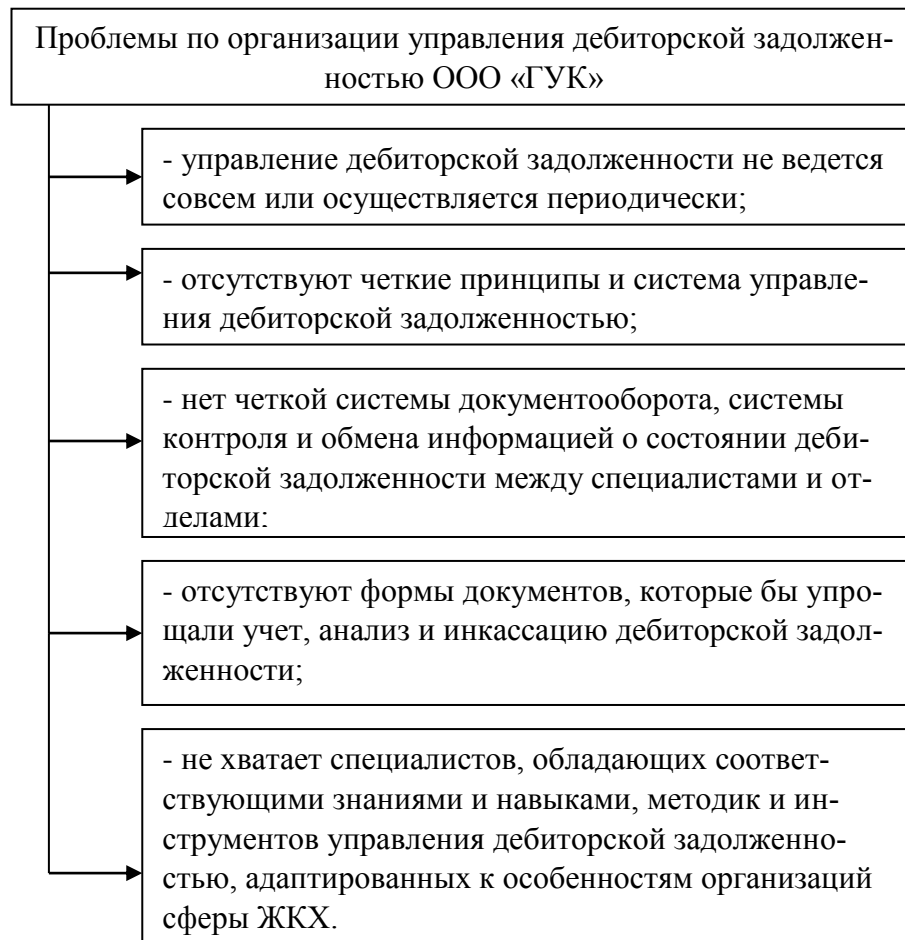 Проблемы по организации управления дебиторской задолжен-
ностью ООО «ГУК»
- управление дебиторской задолженности не ведется
совсем или осуществляется периодически;
- отсутствуют четкие принципы и система управле-
ния дебиторской задолженностью;
- нет четкой системы документооборота, системы
контроля и обмена информацией о состоянии деби-
торской задолженности между специалистами и от-
делами;
- отсутствуют формы документов, которые бы упро-
щали учет, анализ и инкассацию дебиторской задол-
женности;
- не хватает специалистов, обладающих соответ-
ствующими знаниями и навыками, методик и ин-
струментов управления дебиторской задолженно-
стью, адаптированных к особенностям организаций
сферы ЖКХ.